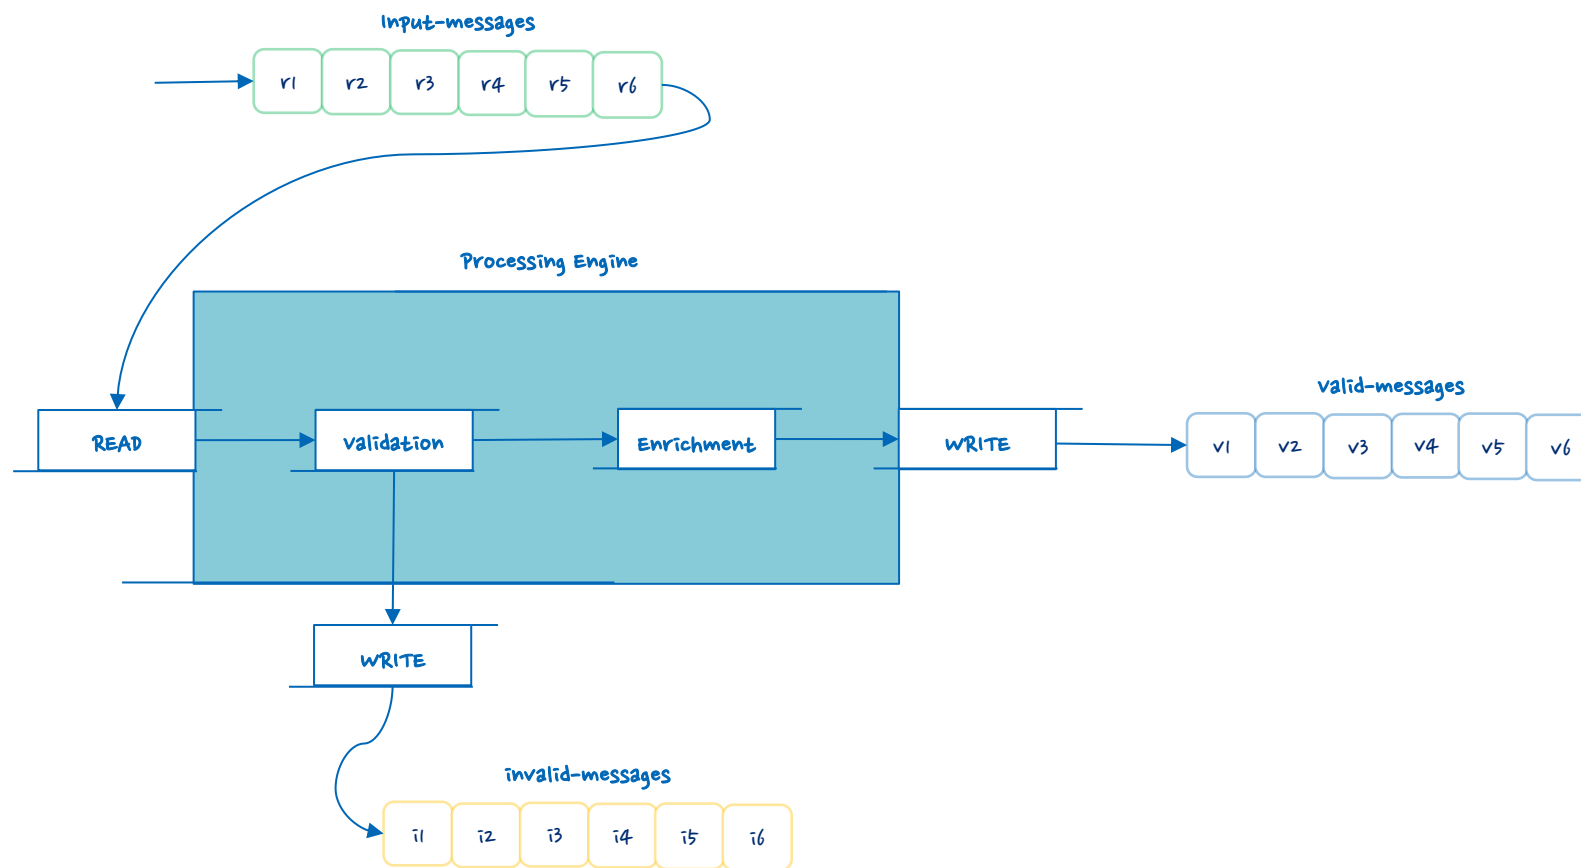 Input-messages
r1 r2 r3 r4 r5 r6
Processing Engine
valid-messages
READ
validation
Enrichment
WRITE
v1 v2 v3 v4 v5 v6
WRITE
invalid-messages
i1 i2 i3 i4 i5 i6